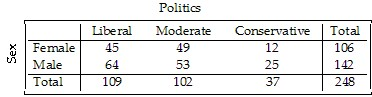 Politics
Liberal Moderate Conservative Total
Sex
Female 45 49 12 106
Male 64 53 25 142
Total 109 102 37 248